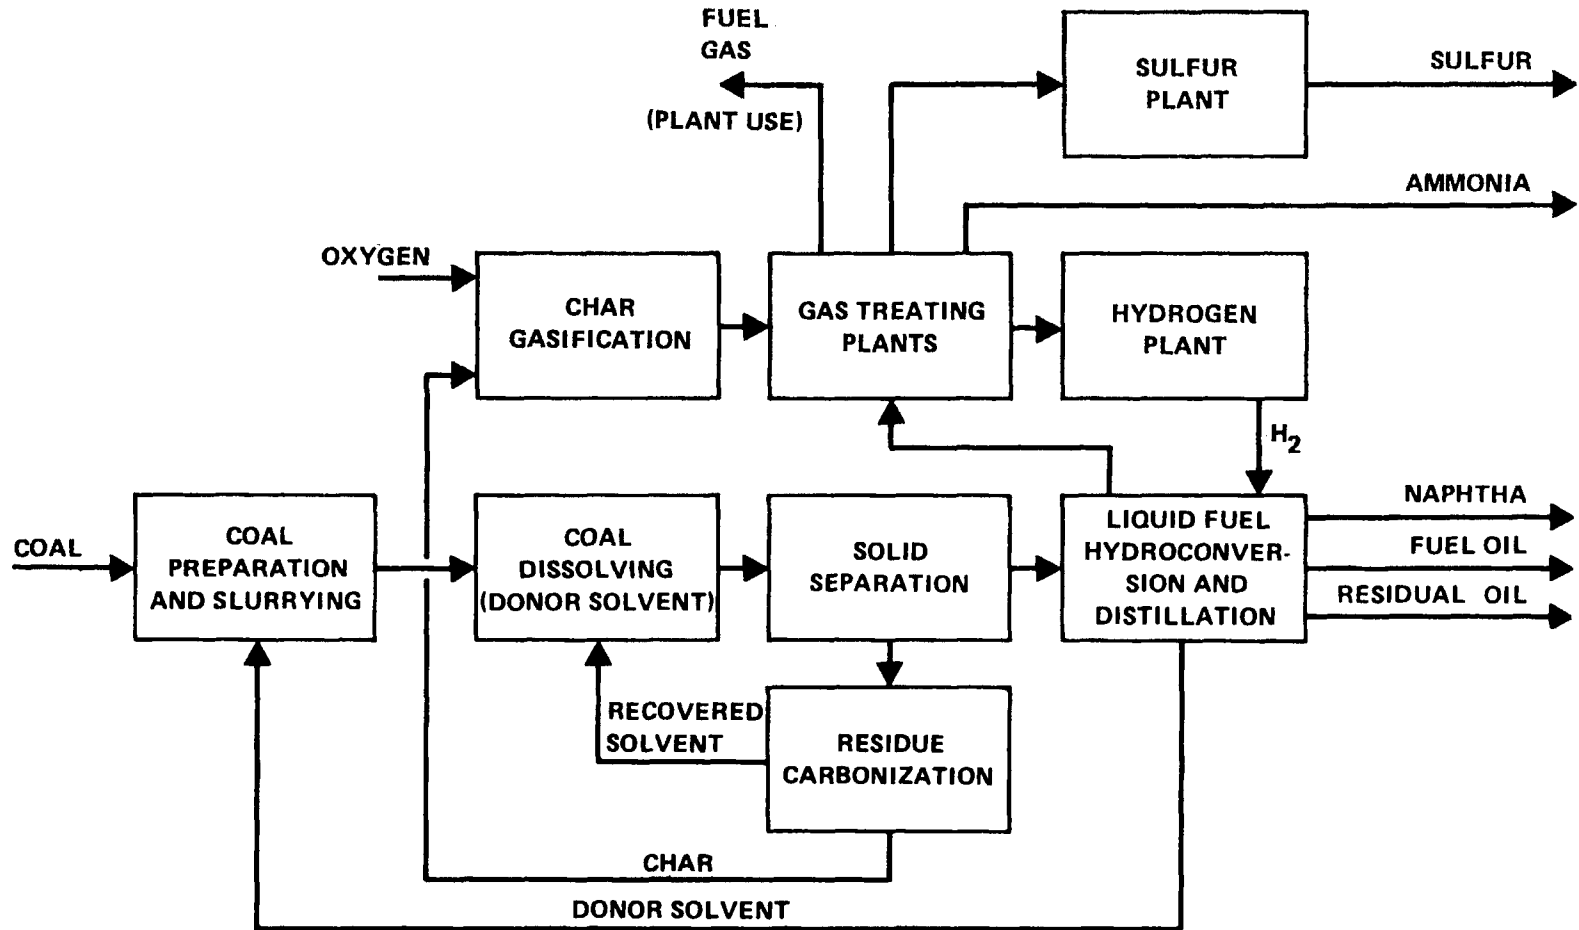 FUEL
GAS
(PLANT USE)
SULFUR
PLANT
SULFUR
AMMONIA
OXYGEN
CHAR
GASIFICATION
GAS TREATING
PLANTS
HYDROGEN
PLANT
H2
COAL
COAL
PREPARATION
AND SLURRYING
COAL
DISSOLVING
(DONOR SOLVENT)
SOLID
SEPARATION
LIQUID FUEL
HYDROCONVER-
SION AND
DISTILLATION
NAPHTHA
FUEL OIL
RESIDUAL OIL
RECOVERED
SOLVENT
RESIDUE
CARBONIZATION
CHAR
DONOR SOLVENT